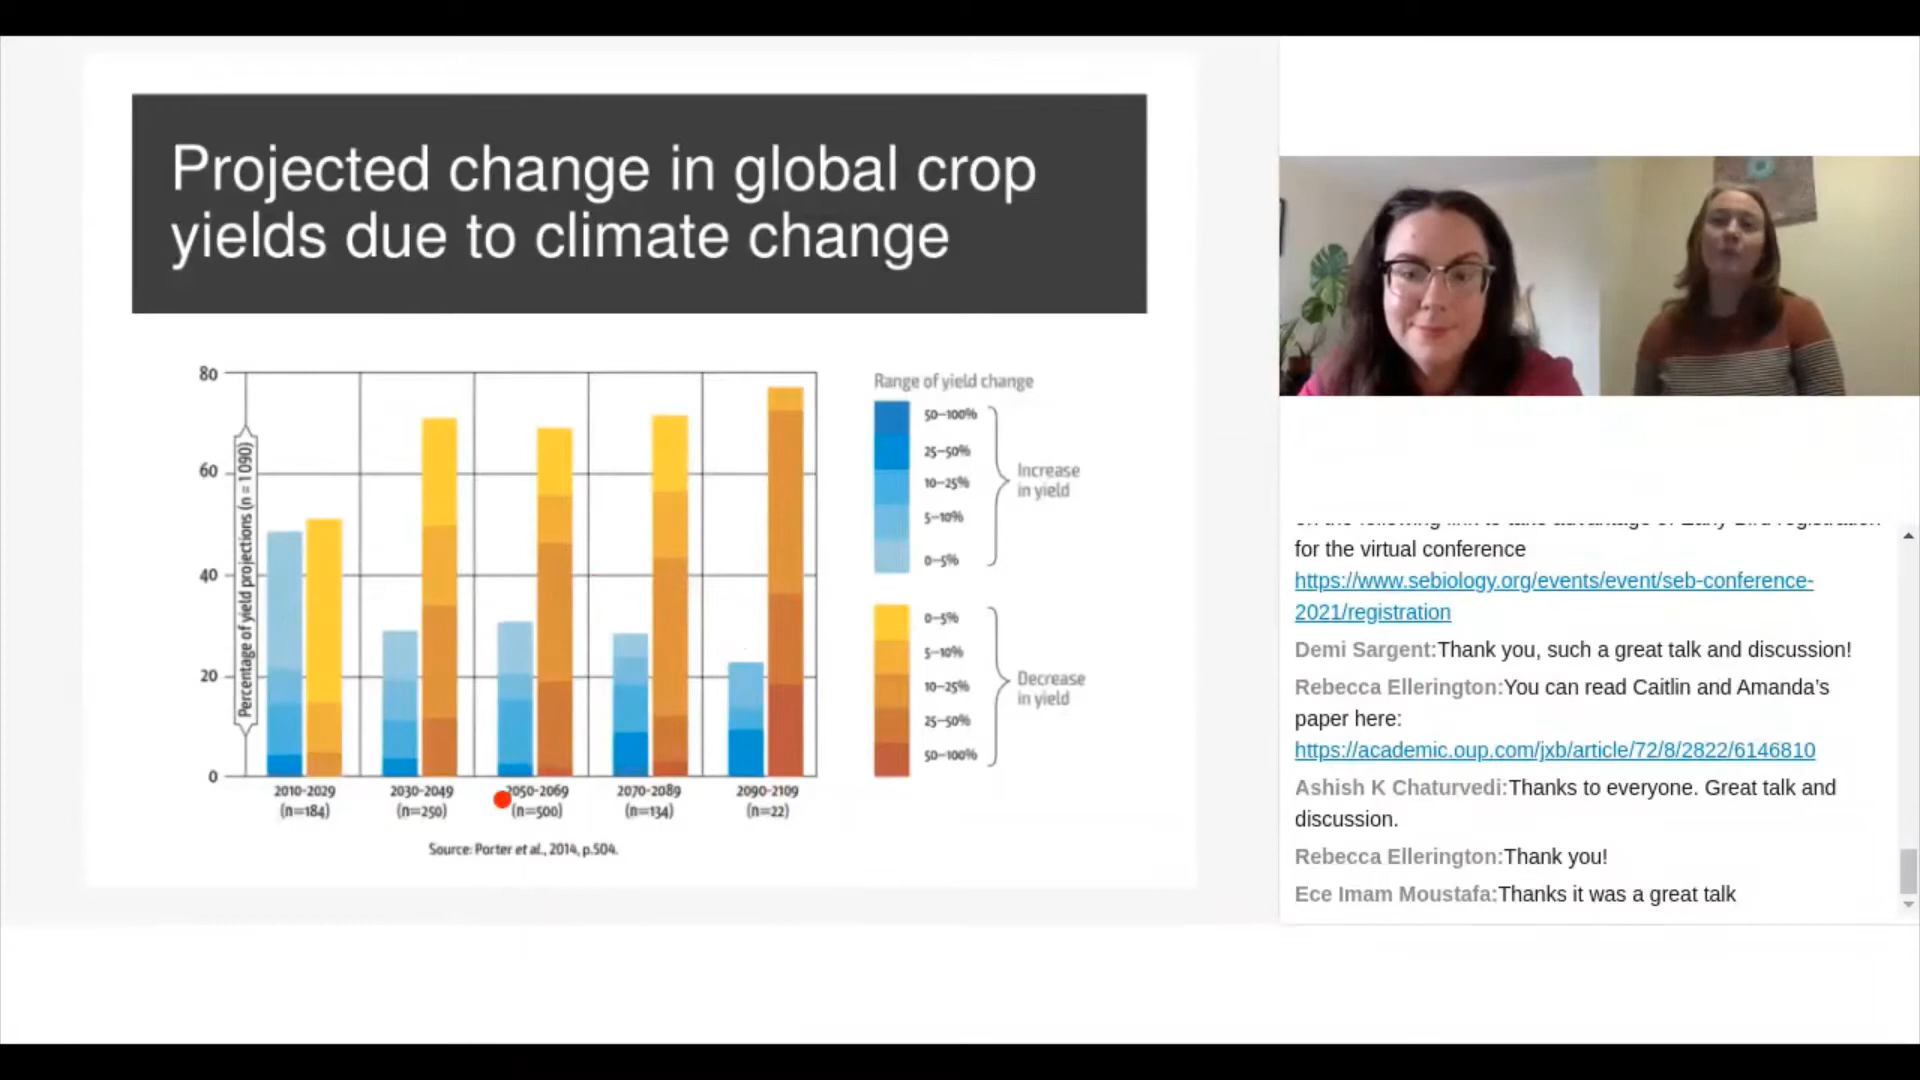 Projected change in global crop
yields due to climate change
80
60
40
20
0
Percentage of yield projections (n = 1 090)
2010-2029
(n=184)
2030-2049
(n=250)
2050-2069
(n=500)
2070-2089
(n=134)
2090-2109
(n=22)
Source: Porter et al., 2014, p.504.
Range of yield change
50–100%
25–50%
10–25%
5–10%
0–5%
Increase
in yield
0–5%
5–10%
10–25%
25–50%
50–100%
Decrease
in yield
for the virtual conference
https://www.sebiology.org/events/event/seb-conference-
2021/registration
Demi Sargent:Thank you, such a great talk and discussion!
Rebecca Ellerington:You can read Caitlin and Amanda's
paper here:
https://academic.oup.com/jxb/article/72/8/2822/6146810
Ashish K Chaturvedi:Thanks to everyone. Great talk and
discussion.
Rebecca Ellerington:Thank you!
Ece Imam Moustafa:Thanks it was a great talk